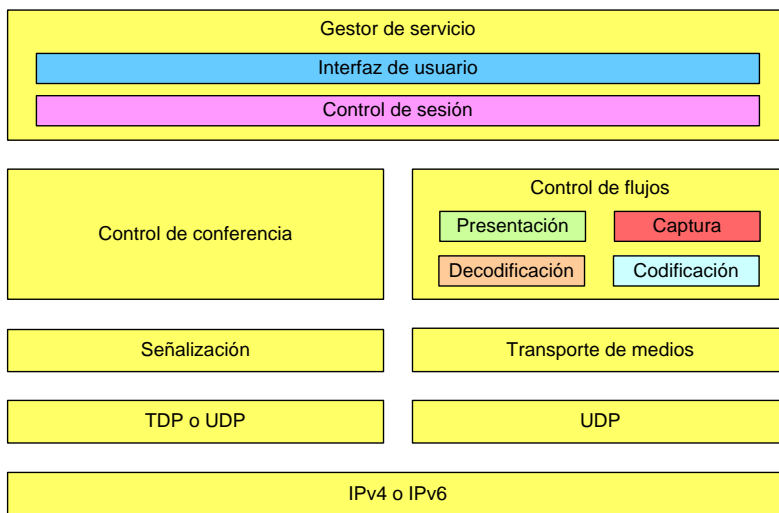 Gestor de servicio
Interfaz de usuario
Control de sesión
Control de conferencia
Control de flujos
Presentación
Captura
Decodificación
Codificación
Señalización
Transporte de medios
TDP o UDP
UDP
IPv4 o IPv6